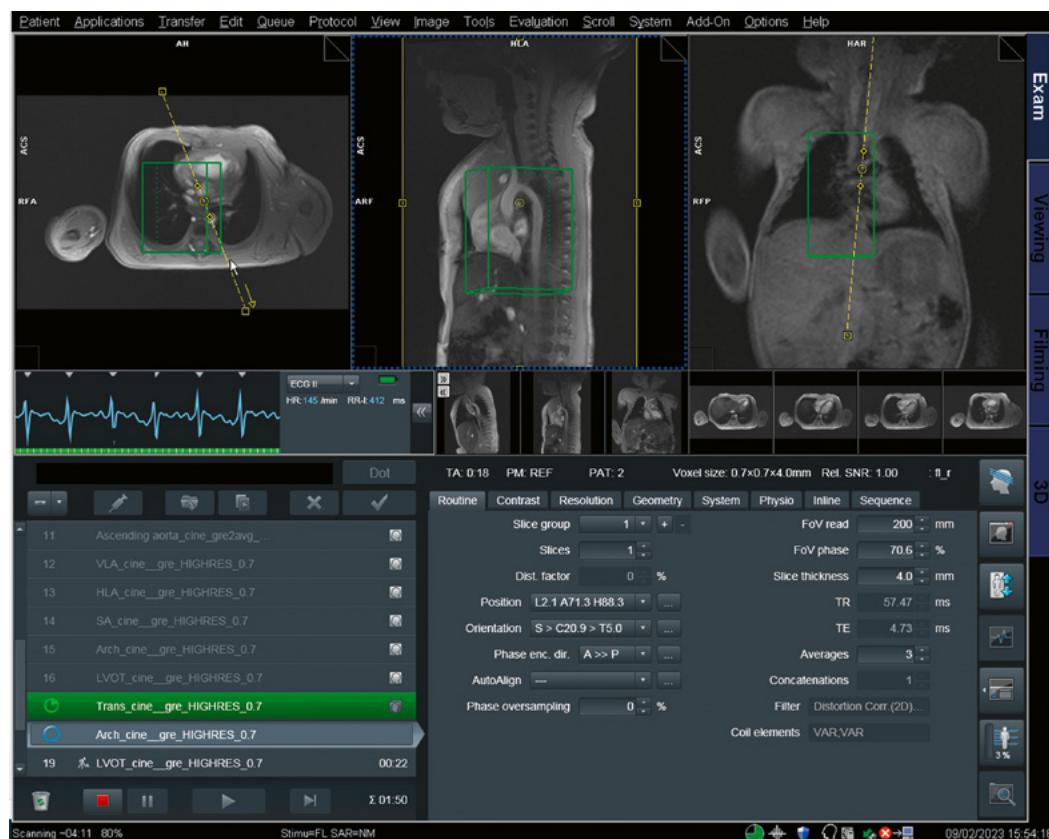 Patient Applications Transfer Edit Queue Protocol View Image Tools Evaluation Scroll System Add-On Options Help
AH
HLA
HAR
ACS
RFA
ACS
ARF
ACS
RFP
Exam
Viewing
Filming
3D
ECG II
HR:145 /min RR-I:412 ms
Dot
TA: 0:18 PM: REF PAT: 2 Voxel size: 0.7×0.7×4.0mm Rel. SNR: 1.00 : fl_r
Routine Contrast Resolution Geometry System Physio Inline Sequence
11 Ascending aorta_cine_gre2avg_...
12 VLA_cine__gre_HIGHRES_0.7
13 HLA_cine__gre_HIGHRES_0.7
14 SA_cine__gre_HIGHRES_0.7
15 Arch_cine__gre_HIGHRES_0.7
16 LVOT_cine__gre_HIGHRES_0.7
Trans_cine__gre_HIGHRES_0.7
Arch_cine__gre_HIGHRES_0.7
19 LVOT_cine__gre_HIGHRES_0.7 00:22
Σ 01:50
Slice group 1 + -
Slices 1
Dist. factor 0 %
Position L2.1 A71.3 H88.3 ...
Orientation S > C20.9 > T5.0 ...
Phase enc. dir. A >> P ...
AutoAlign --- ...
Phase oversampling 0 %
FoV read 200 mm
FoV phase 70.6 %
Slice thickness 4.0 mm
TR 57.47 ms
TE 4.73 ms
Averages 3
Concatenations 1
Filter Distortion Corr.(2D)...
Coil elements VAR;VAR
3%
Scanning ~04:11 80% Stimu=FL SAR=NM 09/02/2023 15:54:18